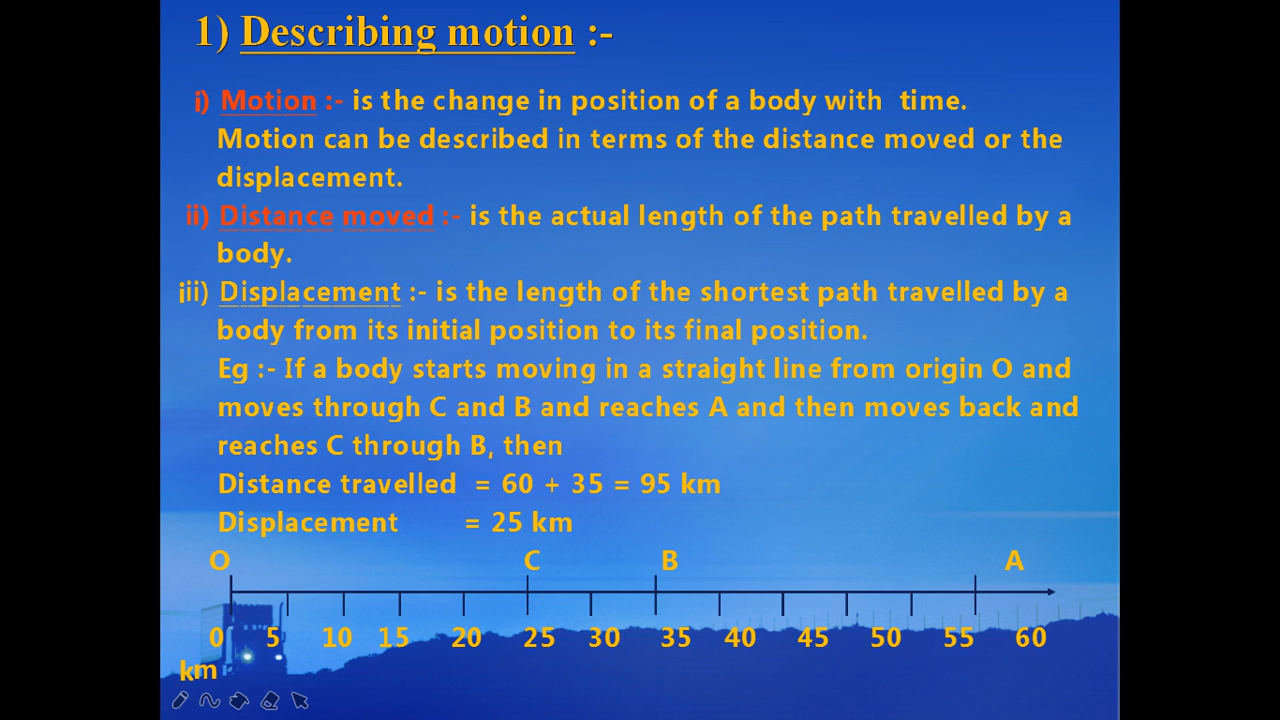 1) Describing motion :-
i) Motion :- is the change in position of a body with time.
Motion can be described in terms of the distance moved or the
displacement.
ii) Distance moved :- is the actual length of the path travelled by a
body.
iii) Displacement :- is the length of the shortest path travelled by a
body from its initial position to its final position.
Eg :- If a body starts moving in a straight line from origin O and
moves through C and B and reaches A and then moves back and
reaches C through B, then
Distance travelled = 60 + 35 = 95 km
Displacement = 25 km
O C B A
0 5 10 15 20 25 30 35 40 45 50 55 60
km